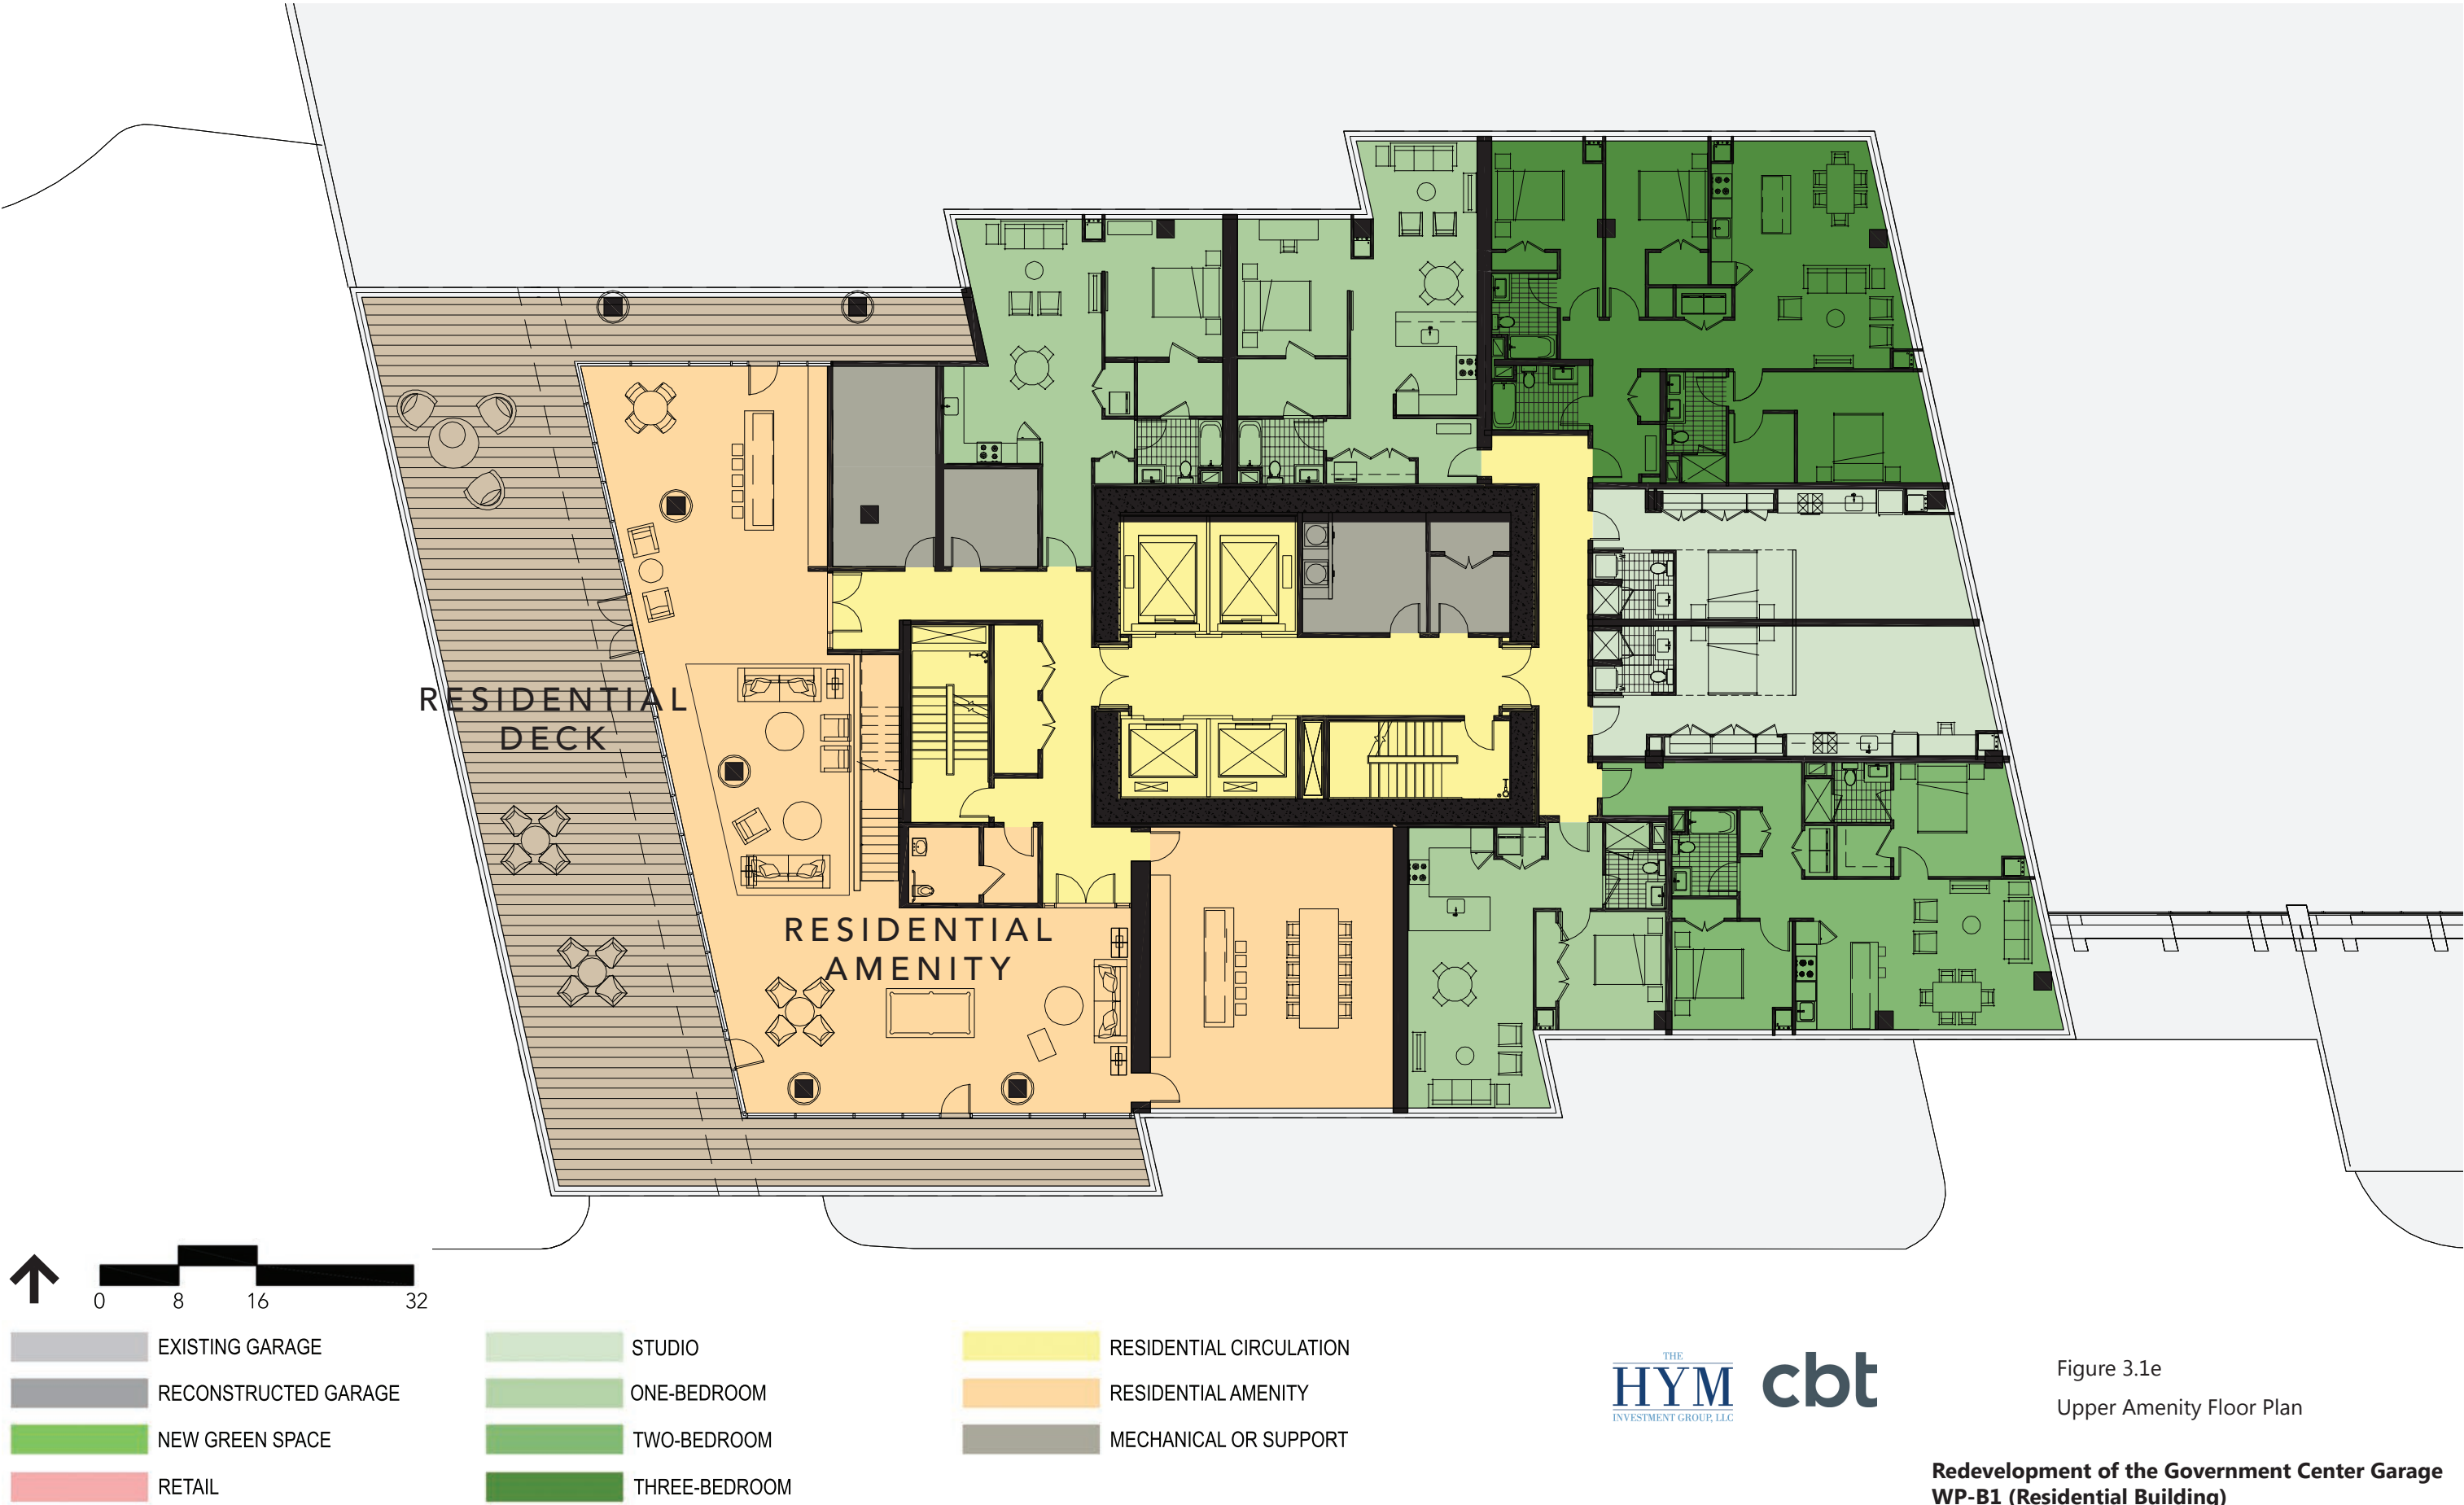 RESIDENTIAL
DECK
RESIDENTIAL
AMENITY
0 8 16 32
EXISTING GARAGE
RECONSTRUCTED GARAGE
NEW GREEN SPACE
RETAIL
STUDIO
ONE-BEDROOM
TWO-BEDROOM
THREE-BEDROOM
RESIDENTIAL CIRCULATION
RESIDENTIAL AMENITY
MECHANICAL OR SUPPORT
THE
HYM
INVESTMENT GROUP, LLC
cbt
Figure 3.1e
Upper Amenity Floor Plan
Redevelopment of the Government Center Garage
WP-B1 (Residential Building)